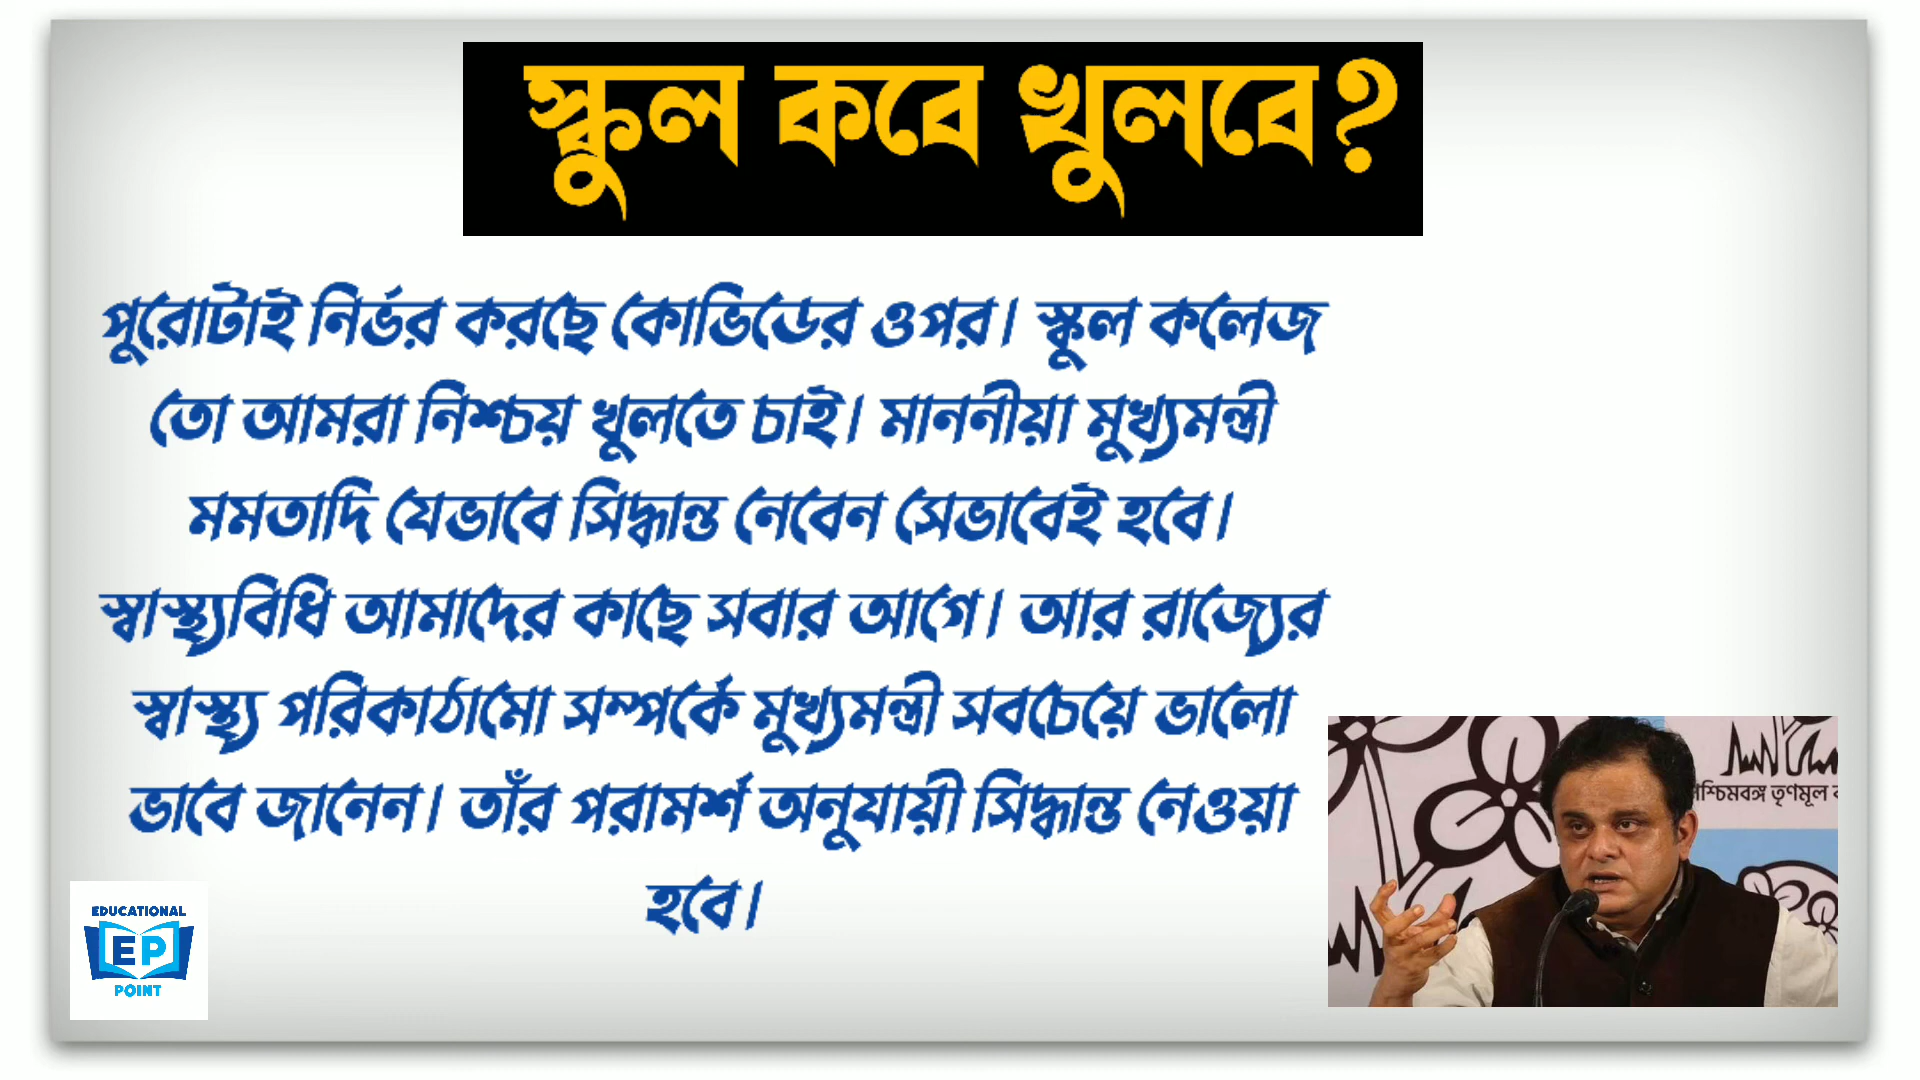 স্কুল কবে খুলবে?
পুরোটাই নির্ভর করছে কোভিডের ওপর। স্কুল কলেজ
তো আমরা নিশ্চয় খুলতে চাই। মাননীয়া মুখ্যমন্ত্রী
মমতাদি যেভাবে সিদ্ধান্ত নেবেন সেভাবেই হবে।
স্বাস্থ্যবিধি আমাদের কাছে সবার আগে। আর রাজ্যের
স্বাস্থ্য পরিকাঠামো সম্পর্কে মুখ্যমন্ত্রী সবচেয়ে ভালো
ভাবে জানেন। তাঁর পরামর্শ অনুযায়ী সিদ্ধান্ত নেওয়া
হবে।
তৃণমূল
EDUCATIONAL
EP
POINT